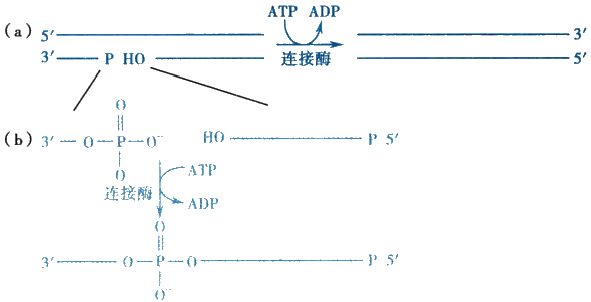 ATP ADP
(a) 5′ 3′
3′ P HO 连接酶 5′
O
(b) 3′ — O — P — O⁻ HO P 5′
O
ATP
连接酶
ADP
O
3′ O — P — O P 5′
O⁻